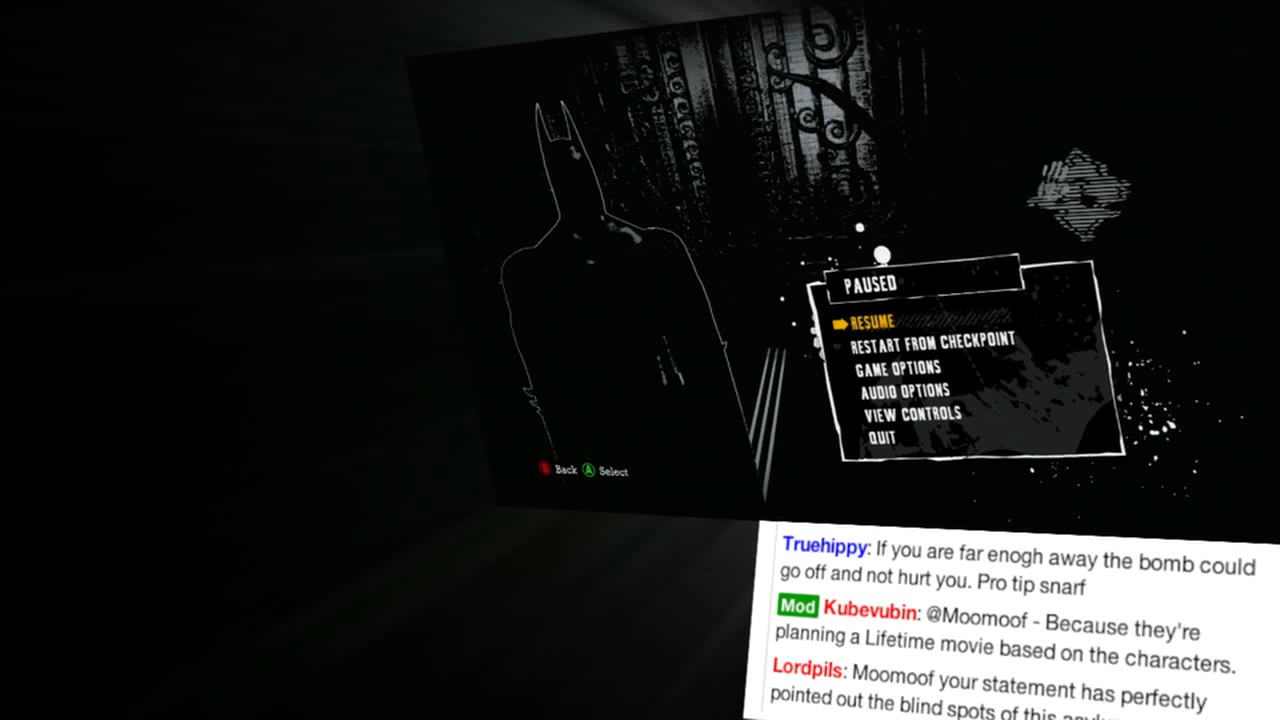 PAUSED
RESUME
RESTART FROM CHECKPOINT
GAME OPTIONS
AUDIO OPTIONS
VIEW CONTROLS
QUIT
Back A Select
Truehippy: If you are far enogh away the bomb could
go off and not hurt you. Pro tip snarf
Mod Kubevubin: @Moomoof - Because they're
planning a Lifetime movie based on the characters.
Lordpils: Moomoof your statement has perfectly
pointed out the blind spots of this